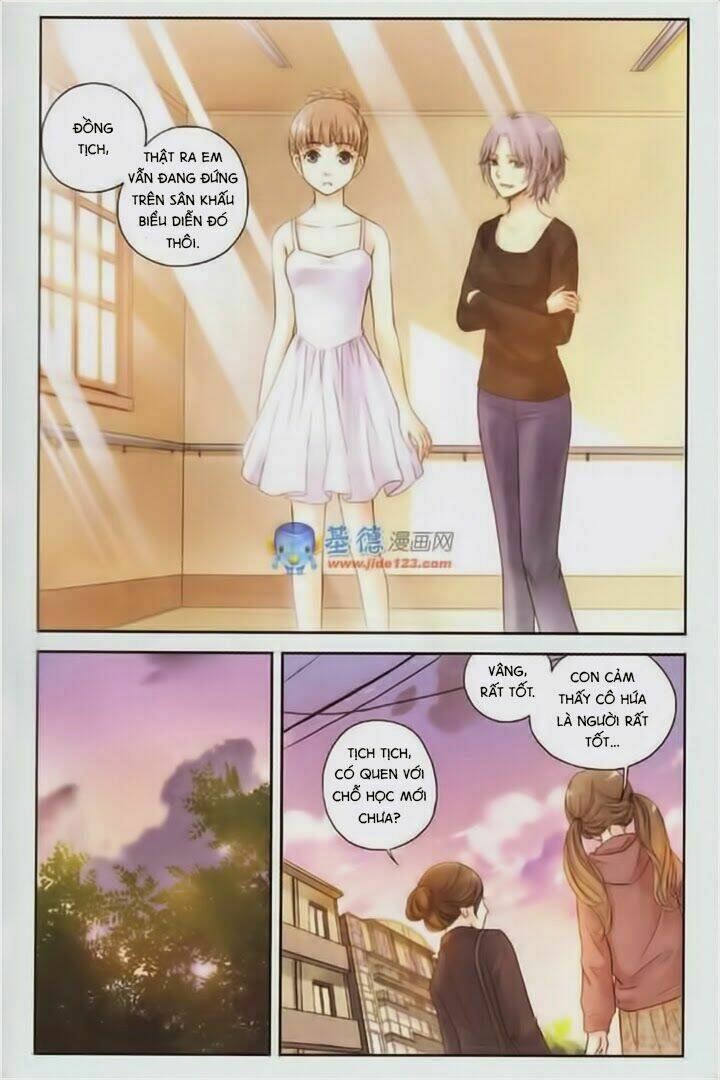 ĐỒNG
TỊCH,
THẬT RA EM
VẪN ĐANG ĐỨNG
TRÊN SÂN KHẤU
BIỂU DIỄN ĐÓ
THÔI.
基德漫画网
www.jide123.com
TỊCH TỊCH,
CÓ QUEN VỚI
CHỖ HỌC MỚI
CHƯA?
VÂNG,
RẤT TỐT.
CON CẢM
THẤY CÔ HỨA
LÀ NGƯỜI RẤT
TỐT...